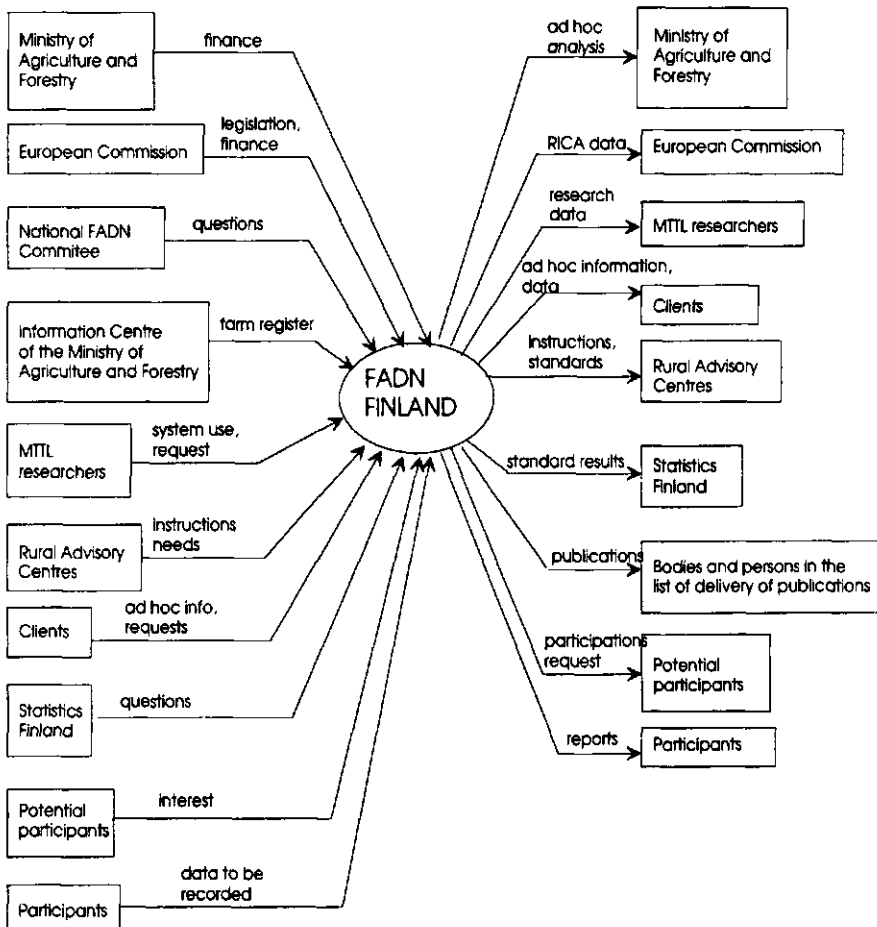 Ministry of
Agriculture and
Forestry
finance
European Commission
legislation,
finance
National FADN
Commitee
questions
Information Centre
of the Ministry of
Agriculture and Forestry
farm register
MTTL
researchers
system use,
request
Rural Advisory
Centres
instructions
needs
Clients
ad hoc info,
requests
Statistics
Finland
questions
Potential
participants
interest
Participants
data to be
recorded
FADN
FINLAND
ad hoc
analysis
Ministry of
Agriculture and
Forestry
RICA data
European Commission
research
data
MTTL researchers
ad hoc information,
data
Clients
instructions,
standards
Rural Advisory
Centres
standard results
Statistics
Finland
publications
Bodies and persons in the
list of delivery of publications
participations
request
Potential
participants
reports
Participants